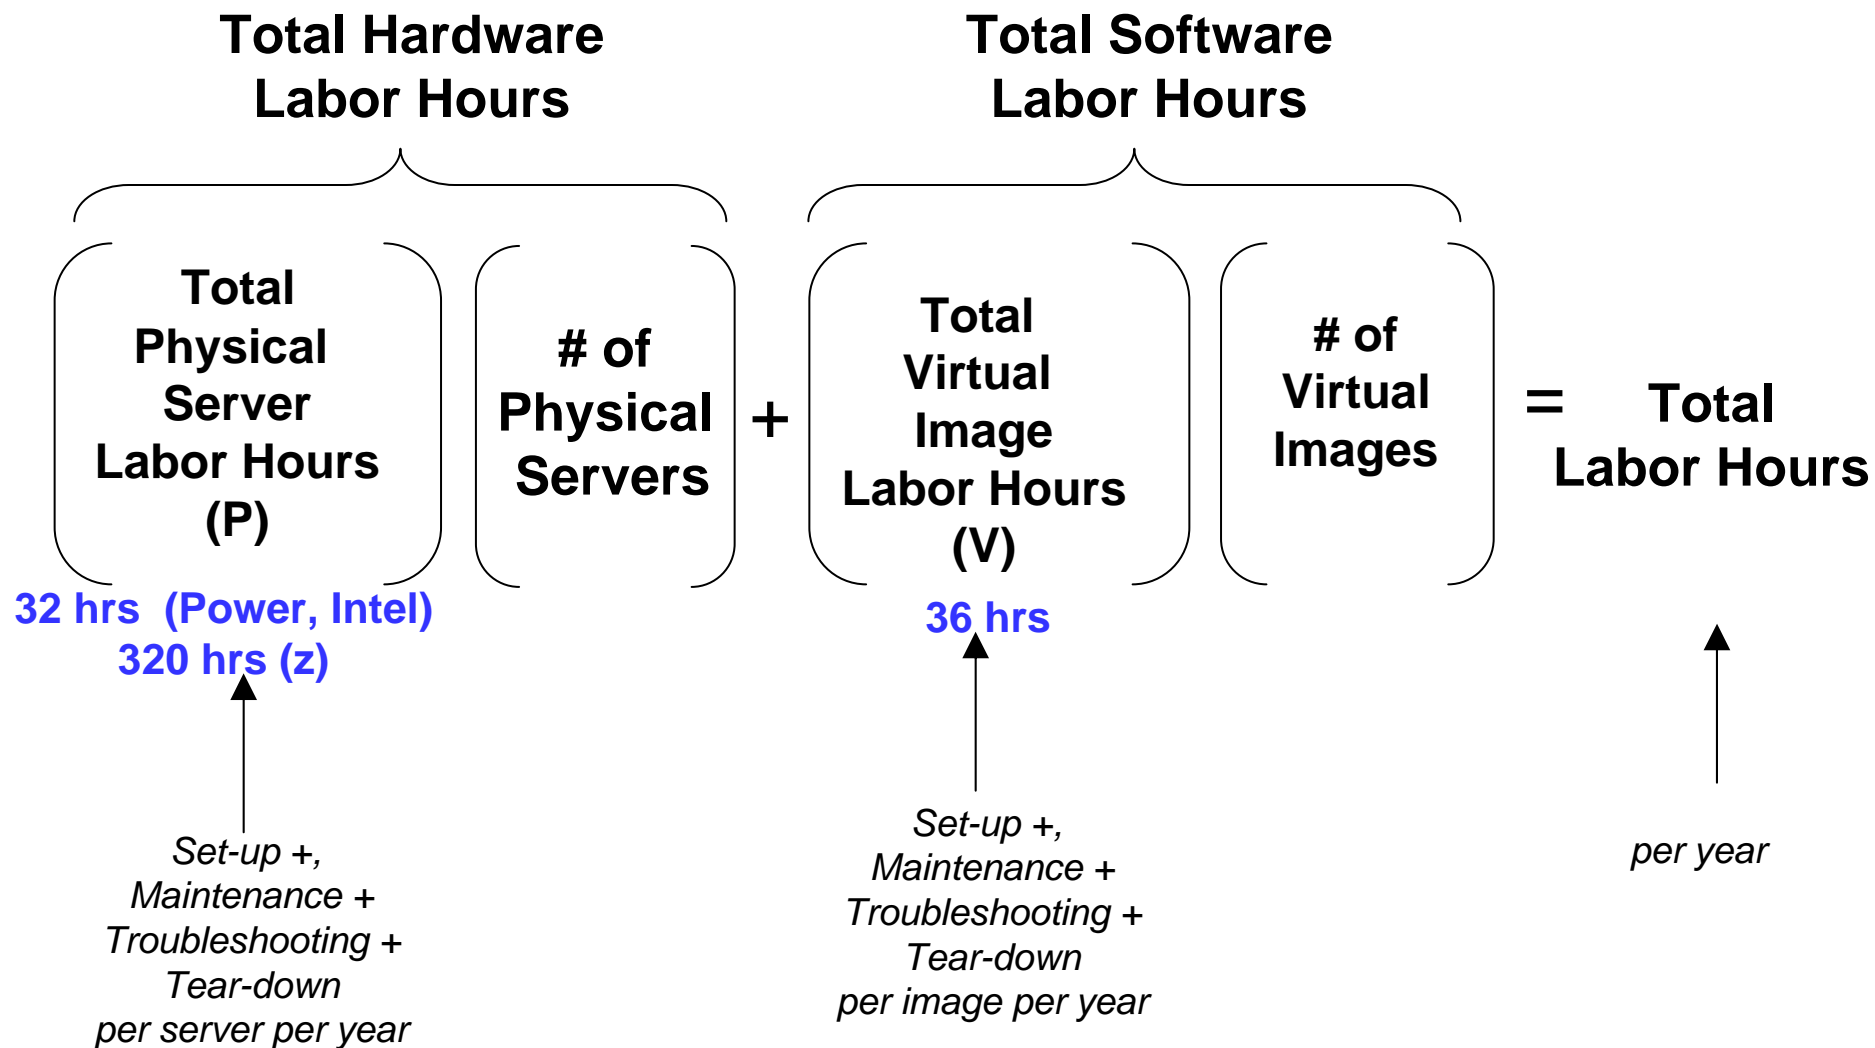 Total Hardware
Labor Hours
Total Software
Labor Hours
Total
Physical
Server
Labor Hours
(P)
# of
Physical
Servers
+
Total
Virtual
Image
Labor Hours
(V)
# of
Virtual
Images
=
Total
Labor Hours
32 hrs (Power, Intel)
320 hrs (z)
36 hrs
Set-up +,
Maintenance +
Troubleshooting +
Tear-down
per server per year
Set-up +,
Maintenance +
Troubleshooting +
Tear-down
per image per year
per year